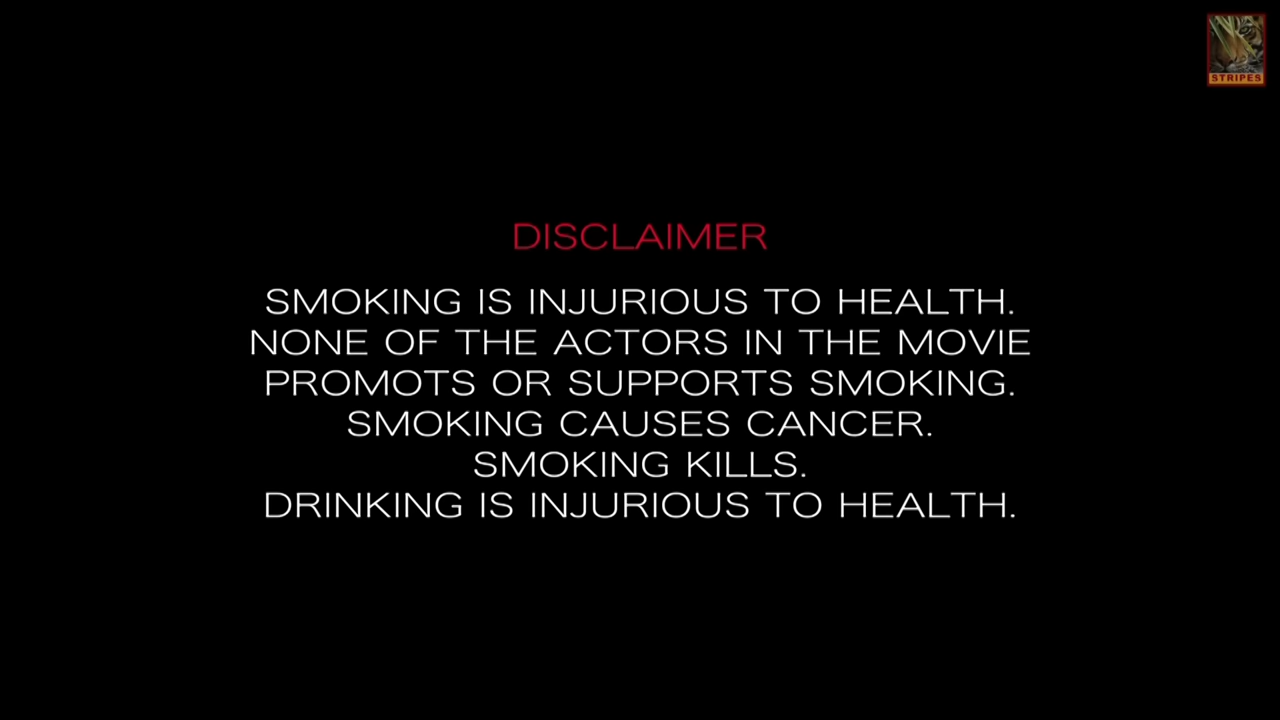 STRIPES
DISCLAIMER
SMOKING IS INJURIOUS TO HEALTH.
NONE OF THE ACTORS IN THE MOVIE
PROMOTS OR SUPPORTS SMOKING.
SMOKING CAUSES CANCER.
SMOKING KILLS.
DRINKING IS INJURIOUS TO HEALTH.